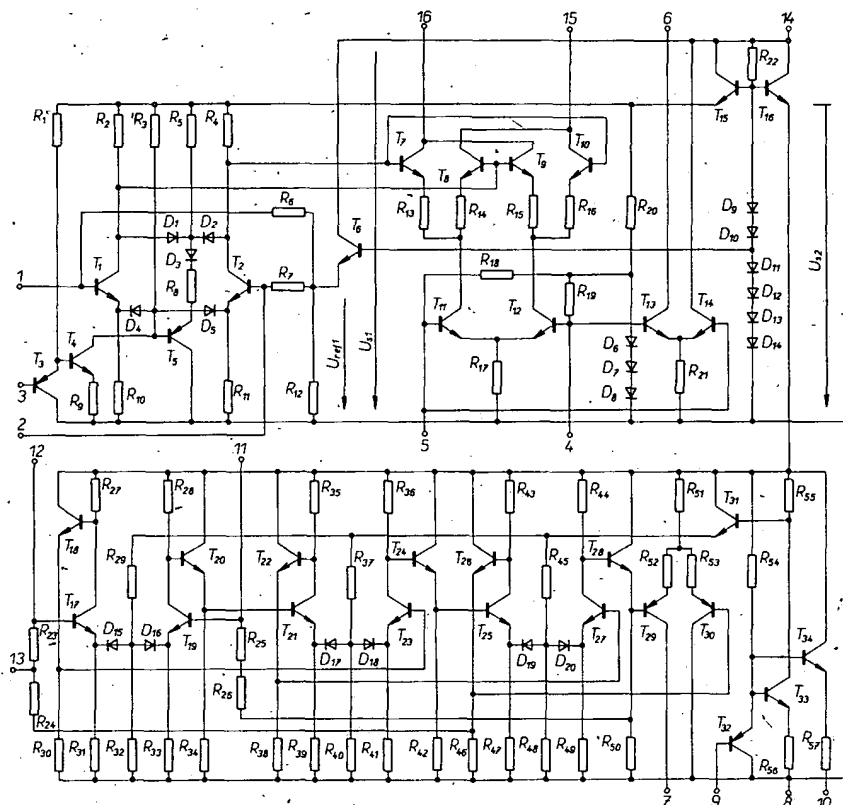 16 15 6 14
R1 R2 R3 R5 R4 R22
T15 T16
T7 T8 T9 T10
R6 T6 R13 R14 R15 R16 R20 D9
D1 D2 D10
D3 Us2
1 T1 R8 T2 R7 R18 D11
R19 D12
D4 D5 T11 T12 T13 T14 D13
T3 T4 T5 Uref1 Us1 D6 D14
3 R9 R10 R11 R12 R17 D7 R21
D8
2 5 4
12 11
R27 R28 R35 R36 R43 R44 R51 T31 R55
T18 R29 T20 T22 R37 T24 T26 R45 T28 R52 R53 R54
T17 D15 D16 T19 T21 T23 T25 T27 T29 T30
R23 R25 D17 D18 D19 D20 T34
13 R24 R26 T33
T32
R30 R31 R32 R33 R34 R38 R39 R40 R41 R42 R46 R47 R48 R49 R50 R56 R57
7 9 8 10